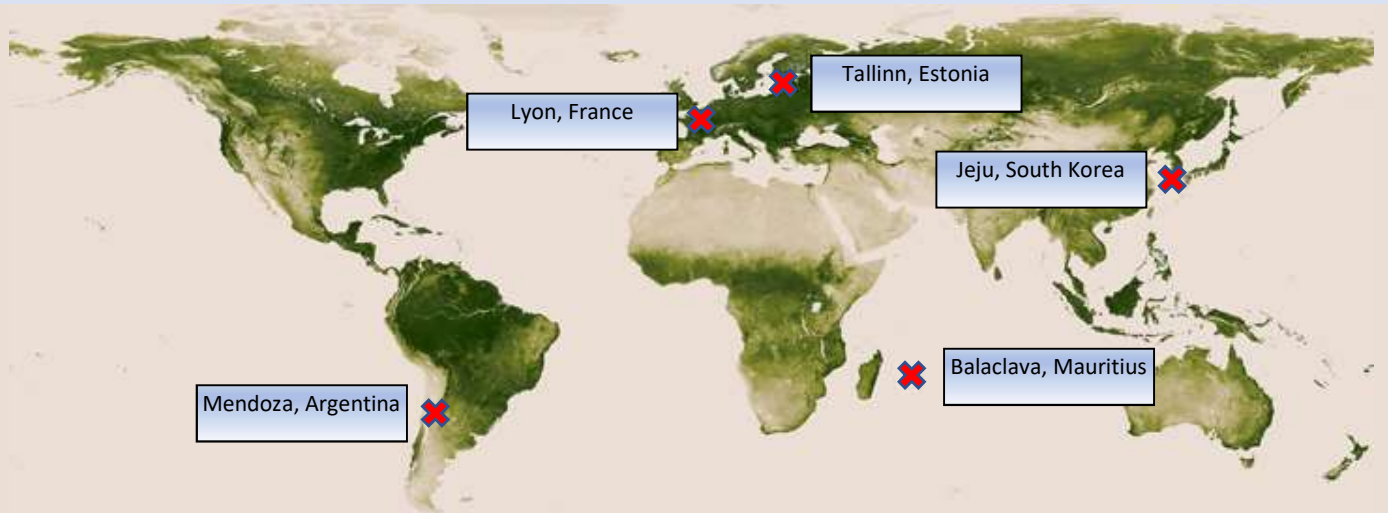 Tallinn, Estonia
Lyon, France
Jeju, South Korea
Balaclava, Mauritius
Mendoza, Argentina